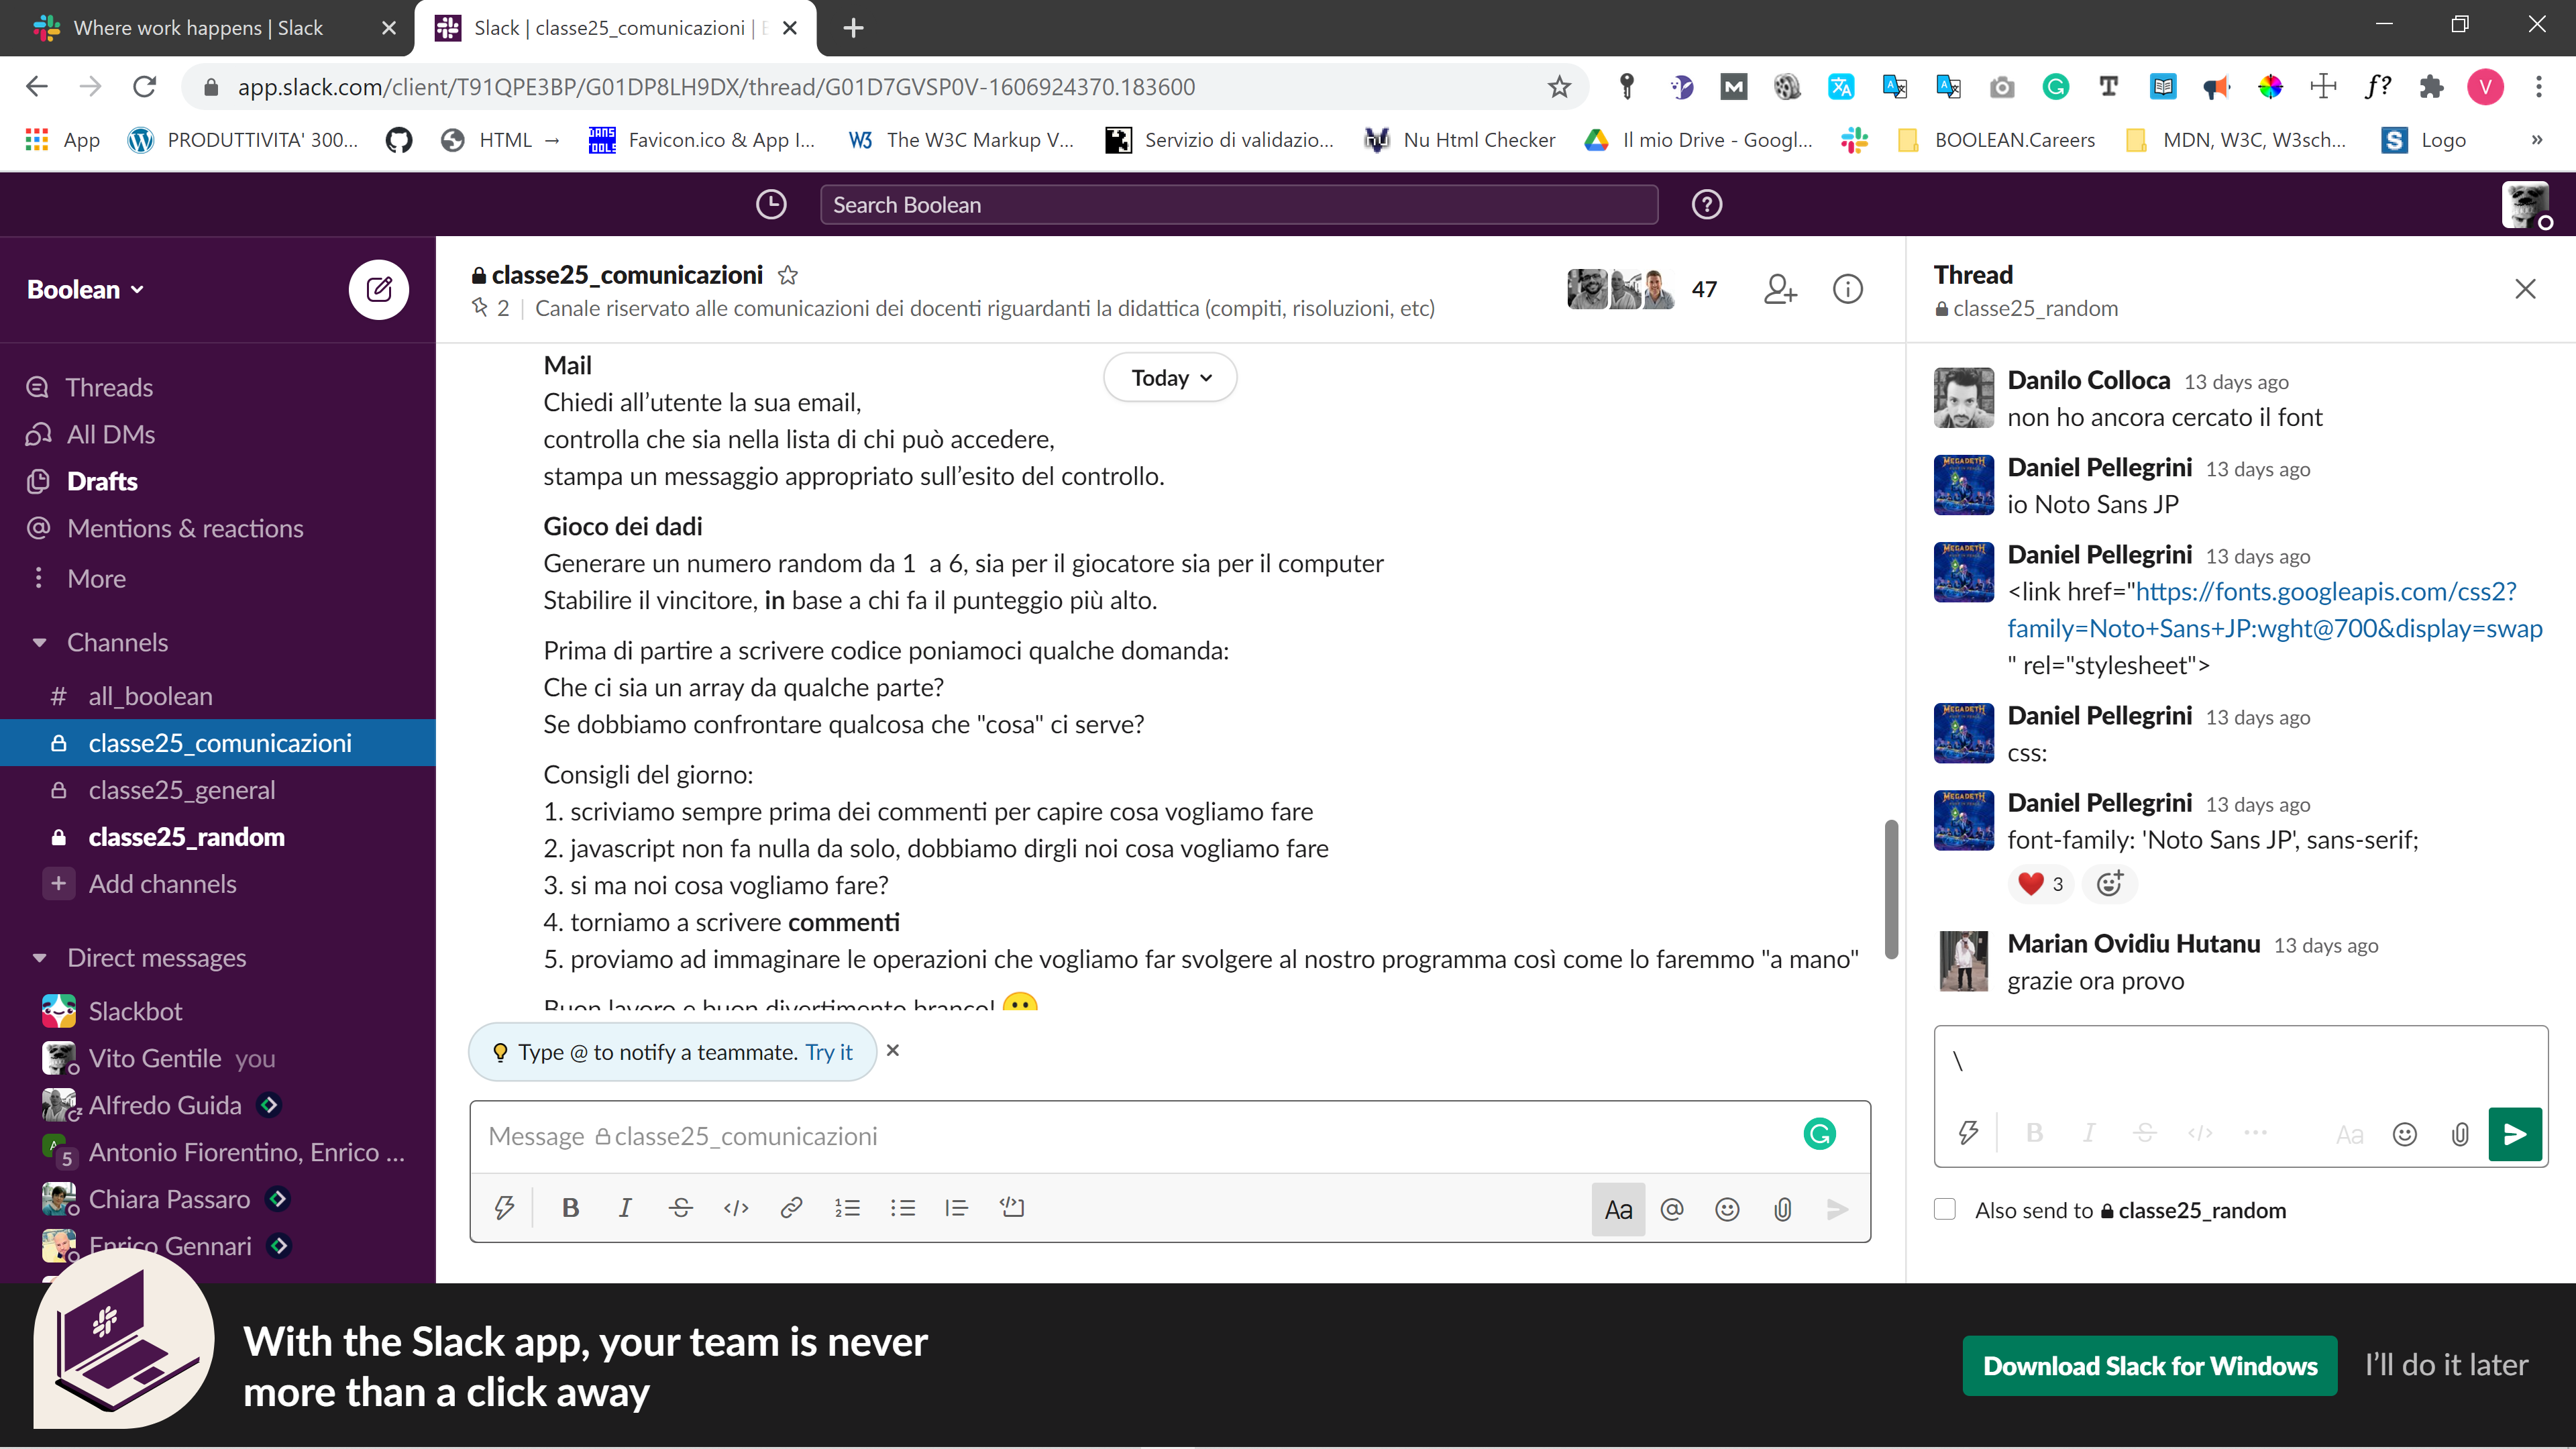 Where work happens | Slack
Slack | classe25_comunicazioni |
app.slack.com/client/T91QPE3BP/G01DP8LH9DX/thread/G01D7GVSP0V-1606924370.183600
V
App
PRODUTTIVITA' 300...
HTML →
Favicon.ico & App I...
The W3C Markup V...
Servizio di validazio...
Nu Html Checker
Il mio Drive - Googl...
BOOLEAN.Careers
MDN, W3C, W3sch...
Logo
»
Search Boolean
Boolean
Threads
All DMs
Drafts
Mentions & reactions
More
Channels
# all_boolean
classe25_comunicazioni
classe25_general
classe25_random
+ Add channels
Direct messages
Slackbot
Vito Gentile you
Alfredo Guida
5 Antonio Fiorentino, Enrico ...
Chiara Passaro
Enrico Gennari
classe25_comunicazioni
2 | Canale riservato alle comunicazioni dei docenti riguardanti la didattica (compiti, risoluzioni, etc)
47
Today
Mail
Chiedi all’utente la sua email,
controlla che sia nella lista di chi può accedere,
stampa un messaggio appropriato sull’esito del controllo.
Gioco dei dadi
Generare un numero random da 1  a 6, sia per il giocatore sia per il computer
Stabilire il vincitore, in base a chi fa il punteggio più alto.
Prima di partire a scrivere codice poniamoci qualche domanda:
Che ci sia un array da qualche parte?
Se dobbiamo confrontare qualcosa che "cosa" ci serve?
Consigli del giorno:
1. scriviamo sempre prima dei commenti per capire cosa vogliamo fare
2. javascript non fa nulla da solo, dobbiamo dirgli noi cosa vogliamo fare
3. si ma noi cosa vogliamo fare?
4. torniamo a scrivere commenti
5. proviamo ad immaginare le operazioni che vogliamo far svolgere al nostro programma così come lo faremmo "a mano"
Buon lavoro e buon divertimento branco!
Type @ to notify a teammate. Try it
Message classe25_comunicazioni
B I S </> Aa @
Thread
classe25_random
Danilo Colloca 13 days ago
non ho ancora cercato il font
Daniel Pellegrini 13 days ago
io Noto Sans JP
Daniel Pellegrini 13 days ago
<link href="https://fonts.googleapis.com/css2?
family=Noto+Sans+JP:wght@700&display=swap
" rel="stylesheet">
Daniel Pellegrini 13 days ago
css:
Daniel Pellegrini 13 days ago
font-family: 'Noto Sans JP', sans-serif;
3
Marian Ovidiu Hutanu 13 days ago
grazie ora provo
\
B I S </> ... Aa
Also send to classe25_random
With the Slack app, your team is never
more than a click away
Download Slack for Windows
I’ll do it later